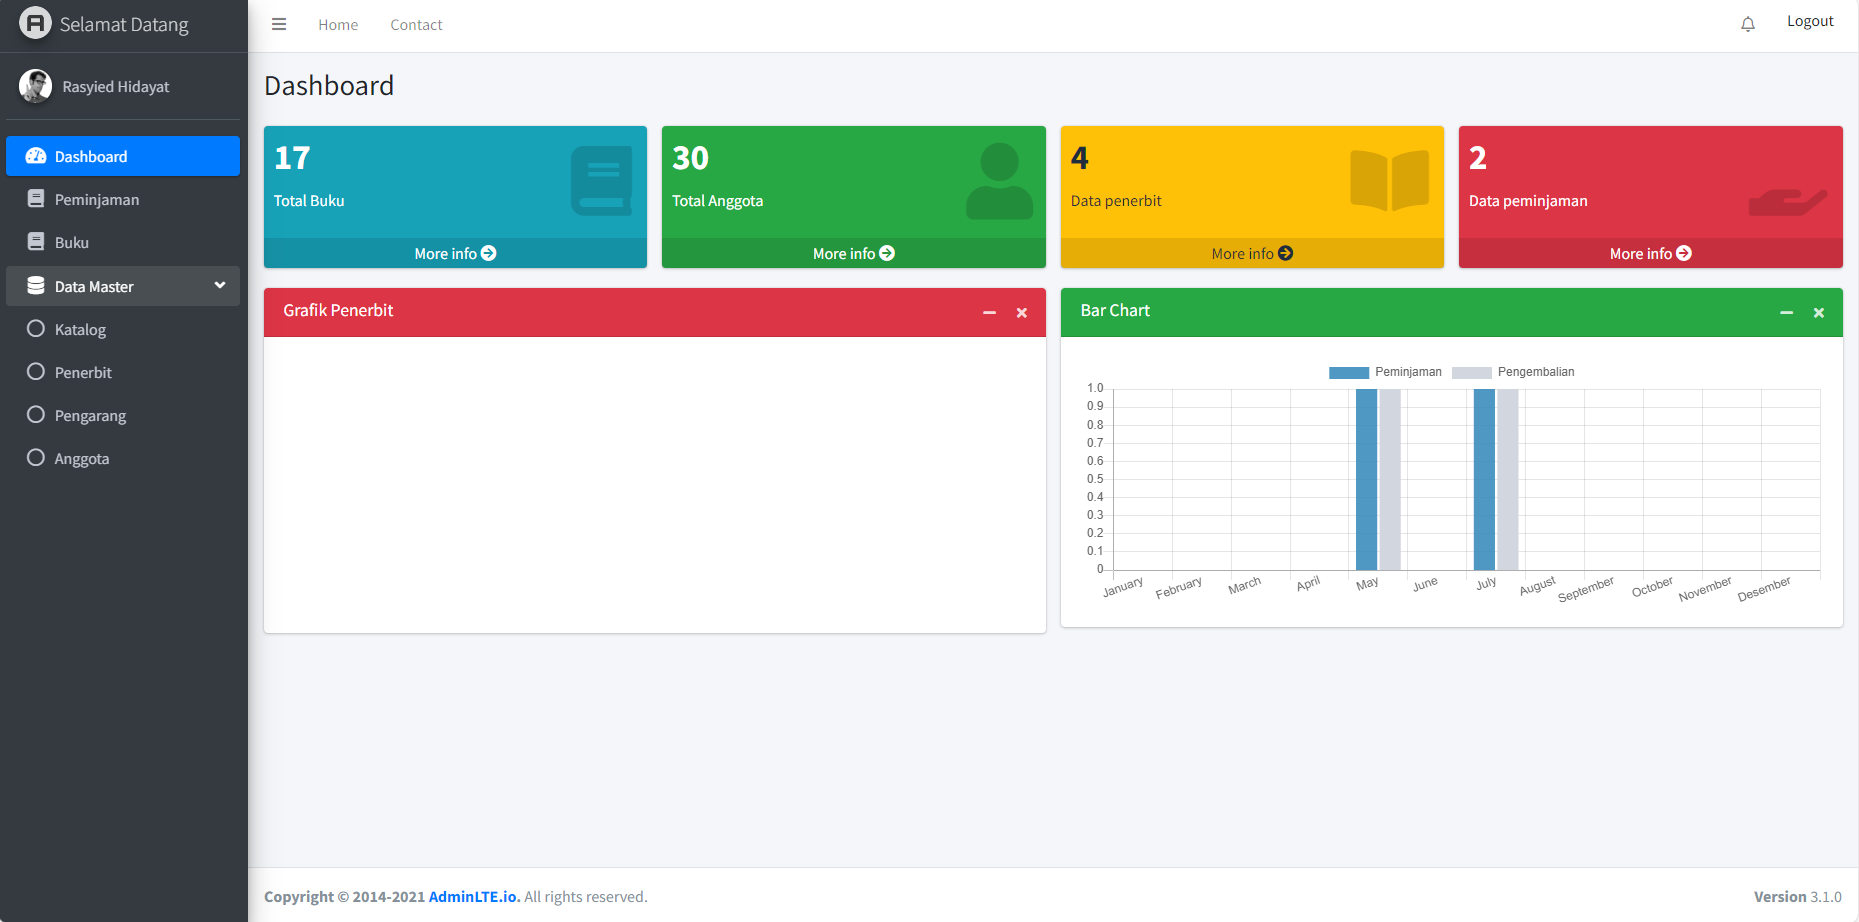 Selamat Datang
Home
Contact
Logout
Rasyied Hidayat
Dashboard
Peminjaman
Buku
Data Master
Katalog
Penerbit
Pengarang
Anggota
Dashboard
17
Total Buku
More info
30
Total Anggota
More info
4
Data penerbit
More info
2
Data peminjaman
More info
Grafik Penerbit
Bar Chart
Peminjaman
Pengembalian
1.0
0.9
0.8
0.7
0.6
0.5
0.4
0.3
0.2
0.1
0
January
February
March
April
May
June
July
August
September
October
November
Desember
Copyright © 2014-2021 AdminLTE.io. All rights reserved.
Version 3.1.0